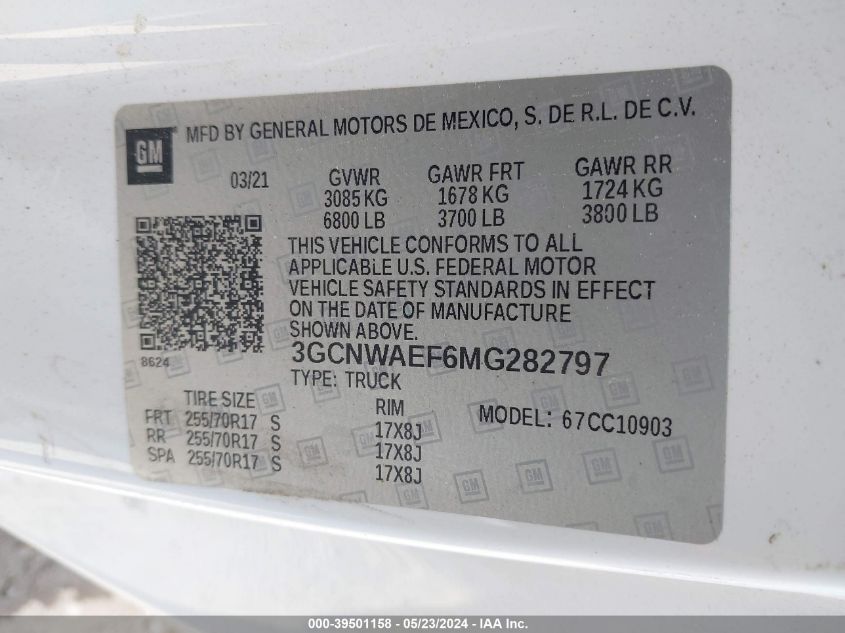 GM
MFD BY GENERAL MOTORS DE MEXICO, S. DE R.L. DE C.V.
03/21 GVWR GAWR FRT GAWR RR
3085 KG 1678 KG 1724 KG
6800 LB 3700 LB 3800 LB
THIS VEHICLE CONFORMS TO ALL
APPLICABLE U.S. FEDERAL MOTOR
VEHICLE SAFETY STANDARDS IN EFFECT
ON THE DATE OF MANUFACTURE
SHOWN ABOVE.
8624
3GCNWAEF6MG282797
TYPE: TRUCK
TIRE SIZE RIM MODEL: 67CC10903
FRT 255/70R17 S 17X8J
RR 255/70R17 S 17X8J
SPA 255/70R17 S 17X8J
000-39501158 - 05/23/2024 - IAA Inc.